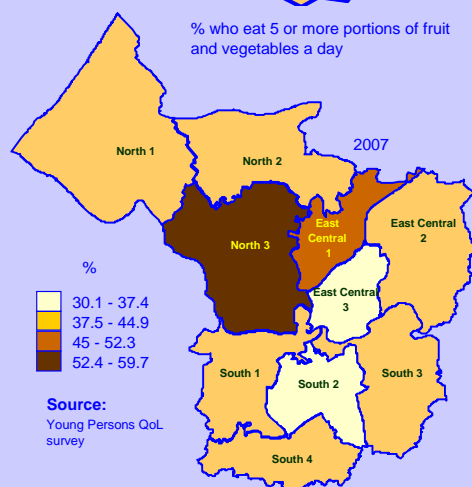 % who eat 5 or more portions of fruit
and vegetables a day
2007
North 1
North 2
East
Central
1
East Central
2
North 3
%
East Central
3
30.1 - 37.4
37.5 - 44.9
45 - 52.3
52.4 - 59.7
South 1
South 2
South 3
Source:
Young Persons QoL
survey
South 4